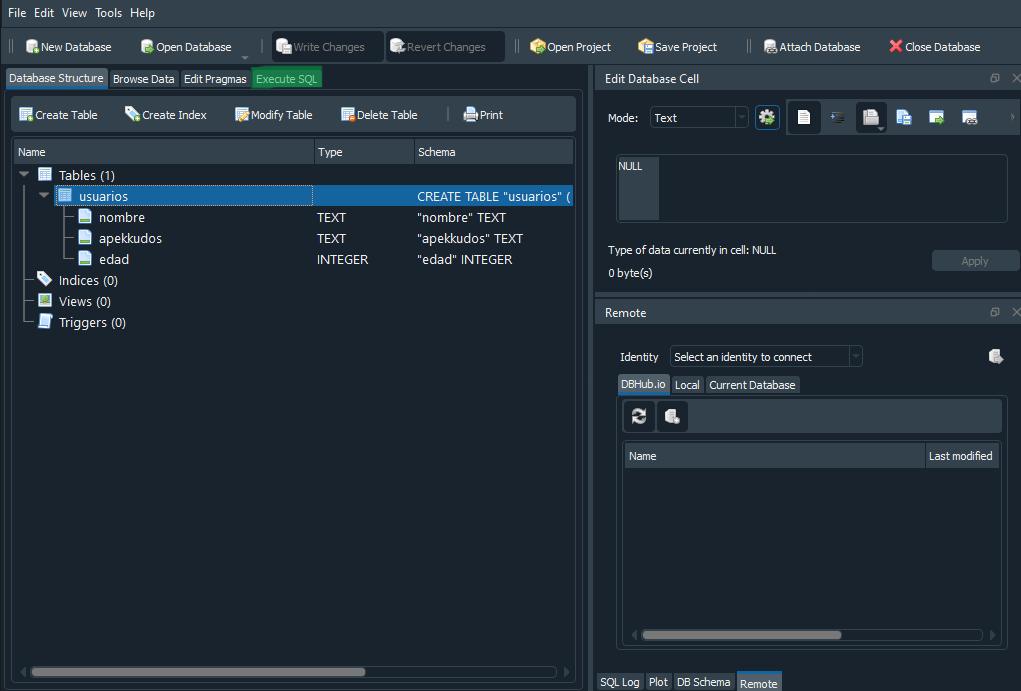 File Edit View Tools Help
New Database Open Database Write Changes Revert Changes Open Project Save Project Attach Database Close Database
Database Structure Browse Data Edit Pragmas Execute SQL
Create Table Create Index Modify Table Delete Table Print
Name Type Schema
Tables (1)
usuarios CREATE TABLE "usuarios" (
nombre TEXT "nombre" TEXT
apekkudos TEXT "apekkudos" TEXT
edad INTEGER "edad" INTEGER
Indices (0)
Views (0)
Triggers (0)
Edit Database Cell
Mode: Text
NULL
Type of data currently in cell: NULL
0 byte(s)
Apply
Remote
Identity Select an identity to connect
DBHub.io Local Current Database
Name Last modified
SQL Log Plot DB Schema Remote